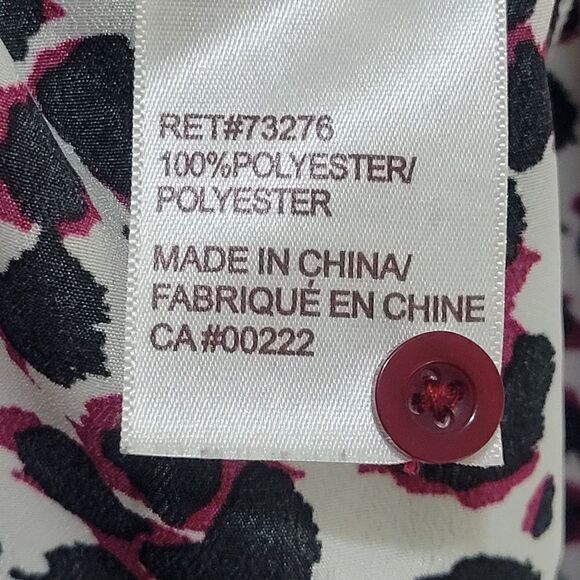 RET#73276
100%POLYESTER/
POLYESTER
MADE IN CHINA/
FABRIQUÉ EN CHINE
CA#00222